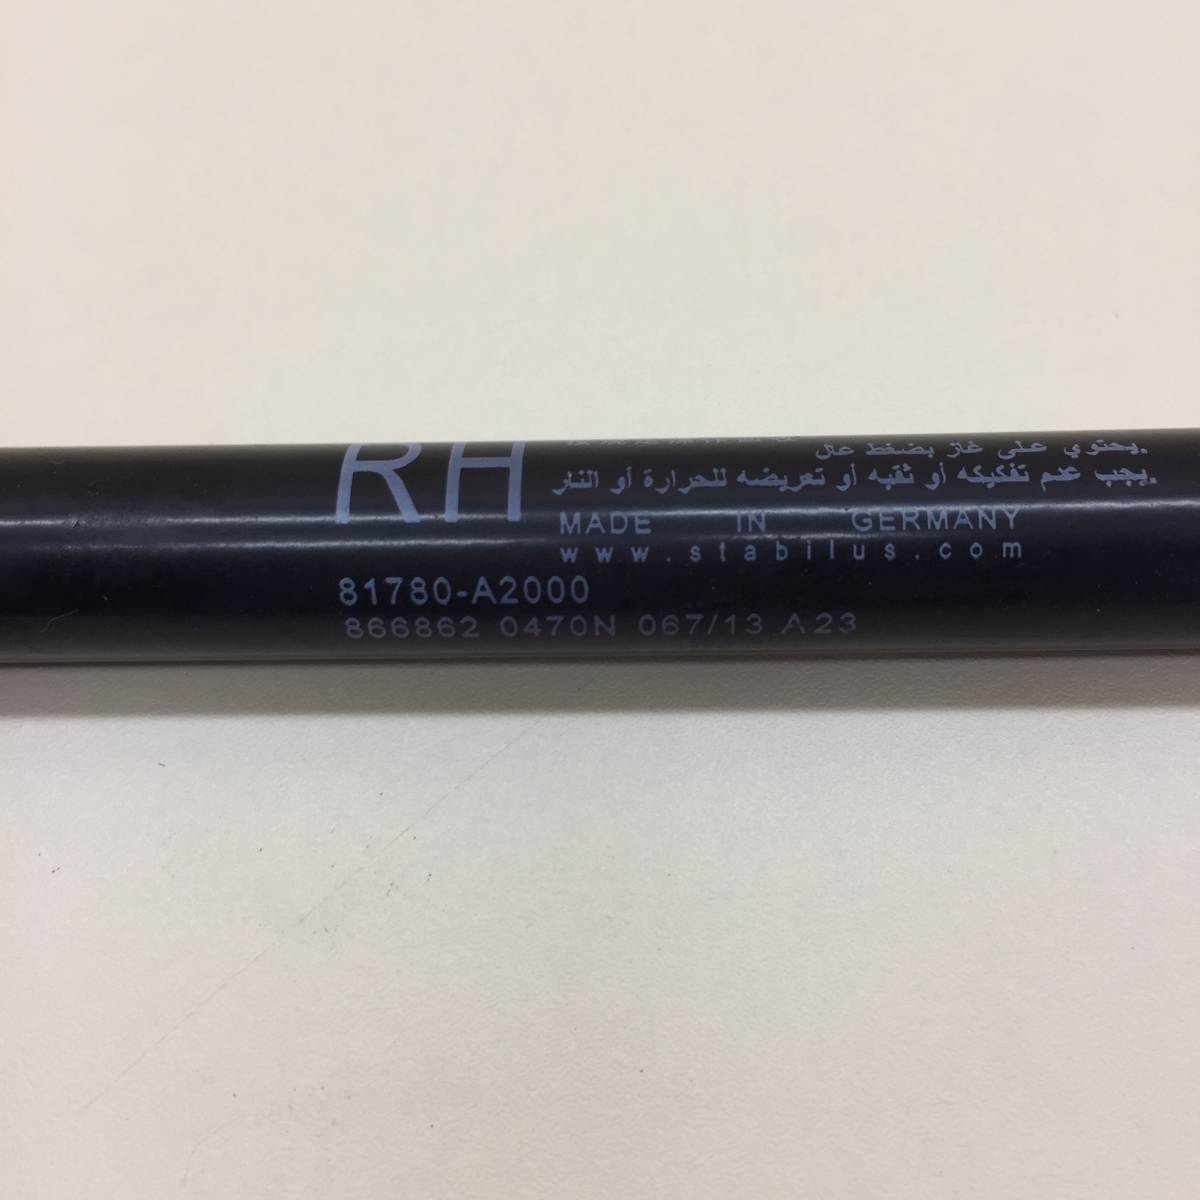 RH
يحتوي على غاز بضغط عال.
يجب عدم تفكيكه أو ثقبه أو تعريضه للحرارة أو النار.
MADE IN GERMANY
www.stabilus.com
81780-A2000
866862 0470N 067/13 A23